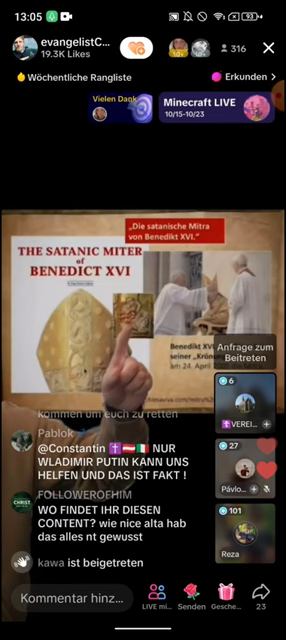 13:05
93
evangelistC...
19.3K Likes
10k
316
Wöchentliche Rangliste
Erkunden
Vielen Dank
Minecraft LIVE
10/15-10/23
„Die satanische Mitra
von Benedikt XVI.“
THE SATANIC MITER
of
BENEDICT XVI
Benedikt XVI
seiner „Krönung
am 24. April
Anfrage zum
Beitreten
6
VEREI...
27
Pávlo...
101
Reza
kommen um euch zu retten
Pablok
@Constantin NUR
WLADIMIR PUTIN KANN UNS
HELFEN UND DAS IST FAKT !
CHRIST
FOLLOWEROFHIM
WO FINDET IHR DIESEN
CONTENT? wie nice alta hab
das alles nt gewusst
kawa ist beigetreten
Kommentar hinz...
LIVE mi...
Senden
Gesche...
23